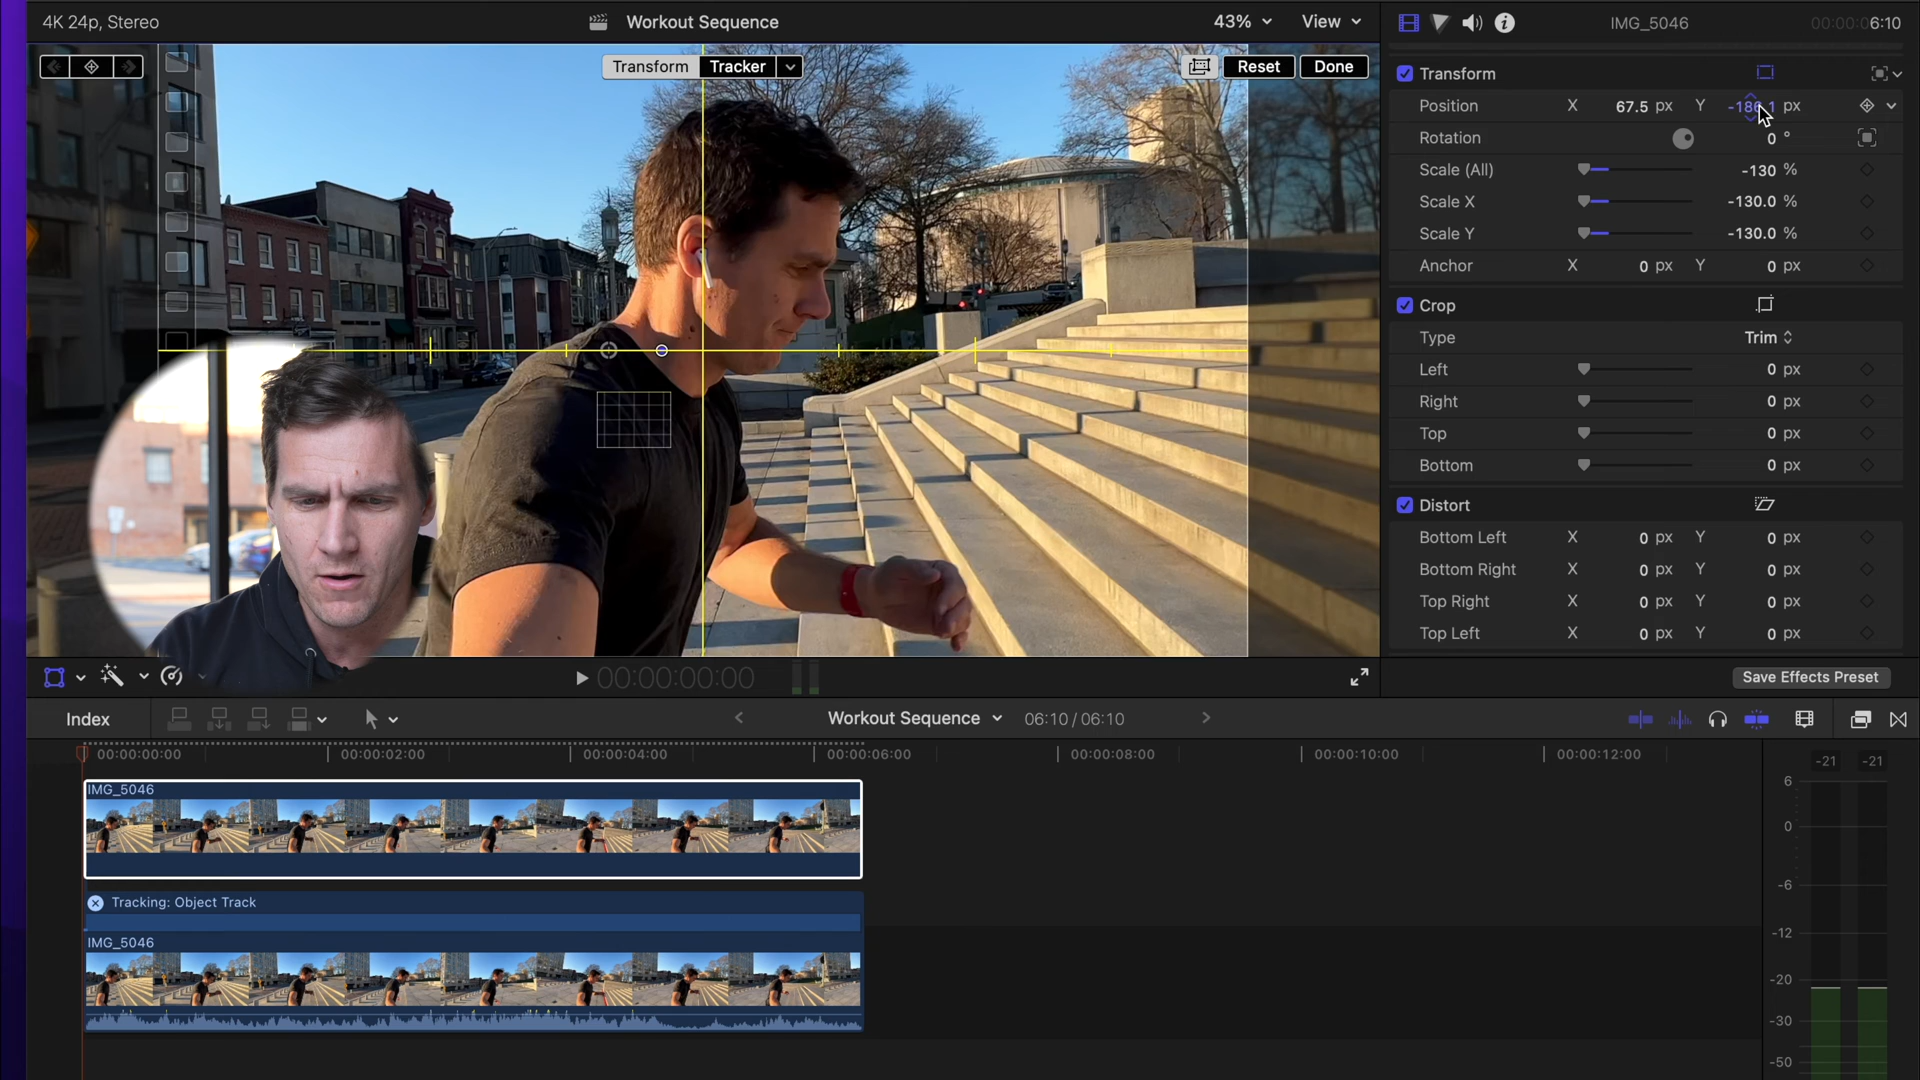 4K 24p, Stereo
Workout Sequence
43%
View
IMG_5046
00:00:06:10
Transform
Tracker
Reset
Done
Transform
Position X 67.5 px Y px
Rotation 0 °
Scale (All) -130 %
Scale X -130.0 %
Scale Y -130.0 %
Anchor X 0 px Y 0 px
Crop
Type Trim
Left 0 px
Right 0 px
Top 0 px
Bottom 0 px
Distort
Bottom Left X 0 px Y 0 px
Bottom Right X 0 px Y 0 px
Top Right X 0 px Y 0 px
Top Left X 0 px Y 0 px
00:00:00:00
Save Effects Preset
Index
Workout Sequence
06:10 / 06:10
00:00:00:00 00:00:02:00 00:00:04:00 00:00:06:00 00:00:08:00 00:00:10:00 00:00:12:00
-21 -21
IMG_5046
Tracking: Object Track
IMG_5046
6
0
-6
-12
-20
-30
-50